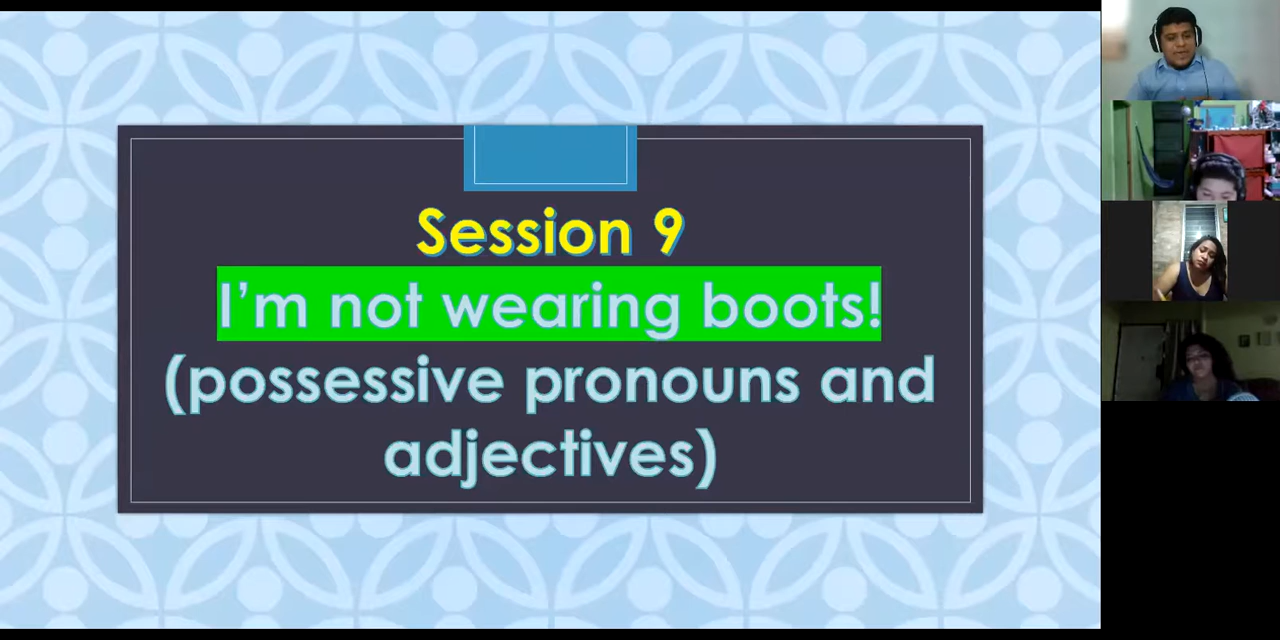 Session 9
I’m not wearing boots!
(possessive pronouns and
adjectives)